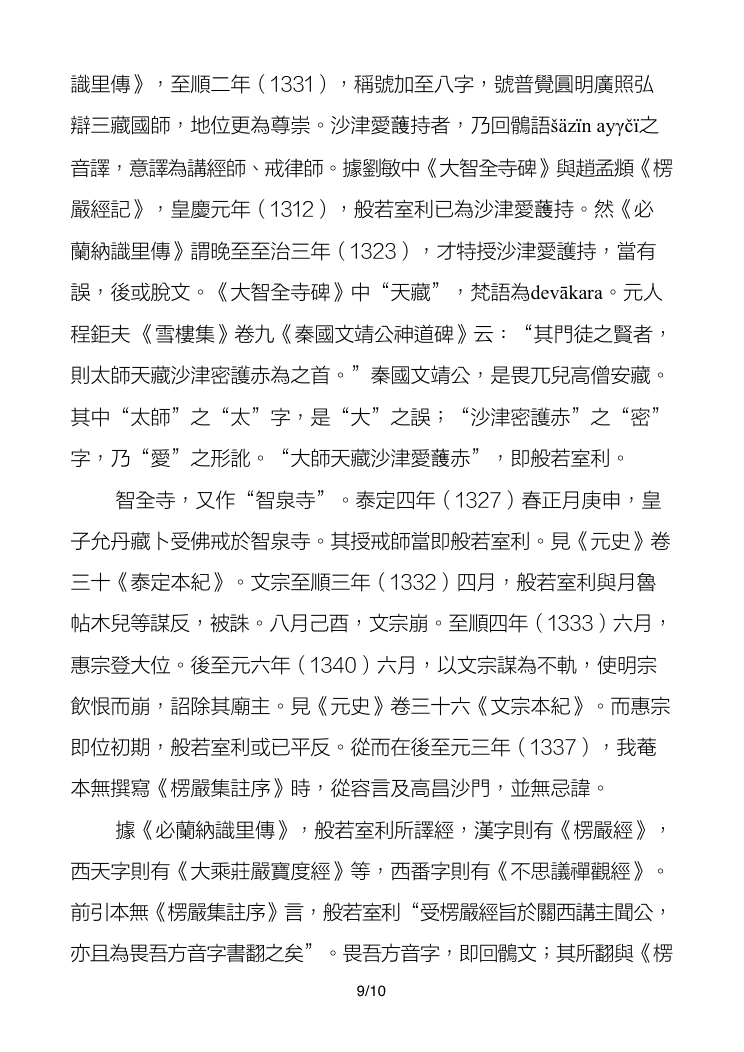 識里傳》，至順二年（1331），稱號加至八字，號普覺圓明廣照弘
辯三藏國師，地位更為尊崇。沙津愛護持者，乃回鶻語šäzïn ayγčï之
音譯，意譯為講經師、戒律師。據劉敏中《大智全寺碑》與趙孟頫《楞
嚴經記》，皇慶元年（1312），般若室利已為沙津愛護持。然《必
蘭納識里傳》謂晚至至治三年（1323），才特授沙津愛護持，當有
誤，後或脫文。《大智全寺碑》中“天藏”，梵語為devākara。元人
程鉅夫《雪樓集》卷九《秦國文靖公神道碑》云：“其門徒之賢者，
則太師天藏沙津密護赤為之首。”秦國文靖公，是畏兀兒高僧安藏。
其中“太師”之“太”字，是“大”之誤；“沙津密護赤”之“密”
字，乃“愛”之形訛。“大師天藏沙津愛護赤”，即般若室利。
智全寺，又作“智泉寺”。泰定四年（1327）春正月庚申，皇
子允丹藏卜受佛戒於智泉寺。其授戒師當即般若室利。見《元史》卷
三十《泰定本紀》。文宗至順三年（1332）四月，般若室利與月魯
帖木兒等謀反，被誅。八月己酉，文宗崩。至順四年（1333）六月，
惠宗登大位。後至元六年（1340）六月，以文宗謀為不軌，使明宗
飲恨而崩，詔除其廟主。見《元史》卷三十六《文宗本紀》。而惠宗
即位初期，般若室利或已平反。從而在後至元三年（1337），我菴
本無撰寫《楞嚴集註序》時，從容言及高昌沙門，並無忌諱。
據《必蘭納識里傳》，般若室利所譯經，漢字則有《楞嚴經》，
西天字則有《大乘莊嚴寶度經》等，西番字則有《不思議禪觀經》。
前引本無《楞嚴集註序》言，般若室利“受楞嚴經旨於關西講主聞公，
亦且為畏吾方音字書翻之矣”。畏吾方音字，即回鶻文；其所翻與《楞
9/10